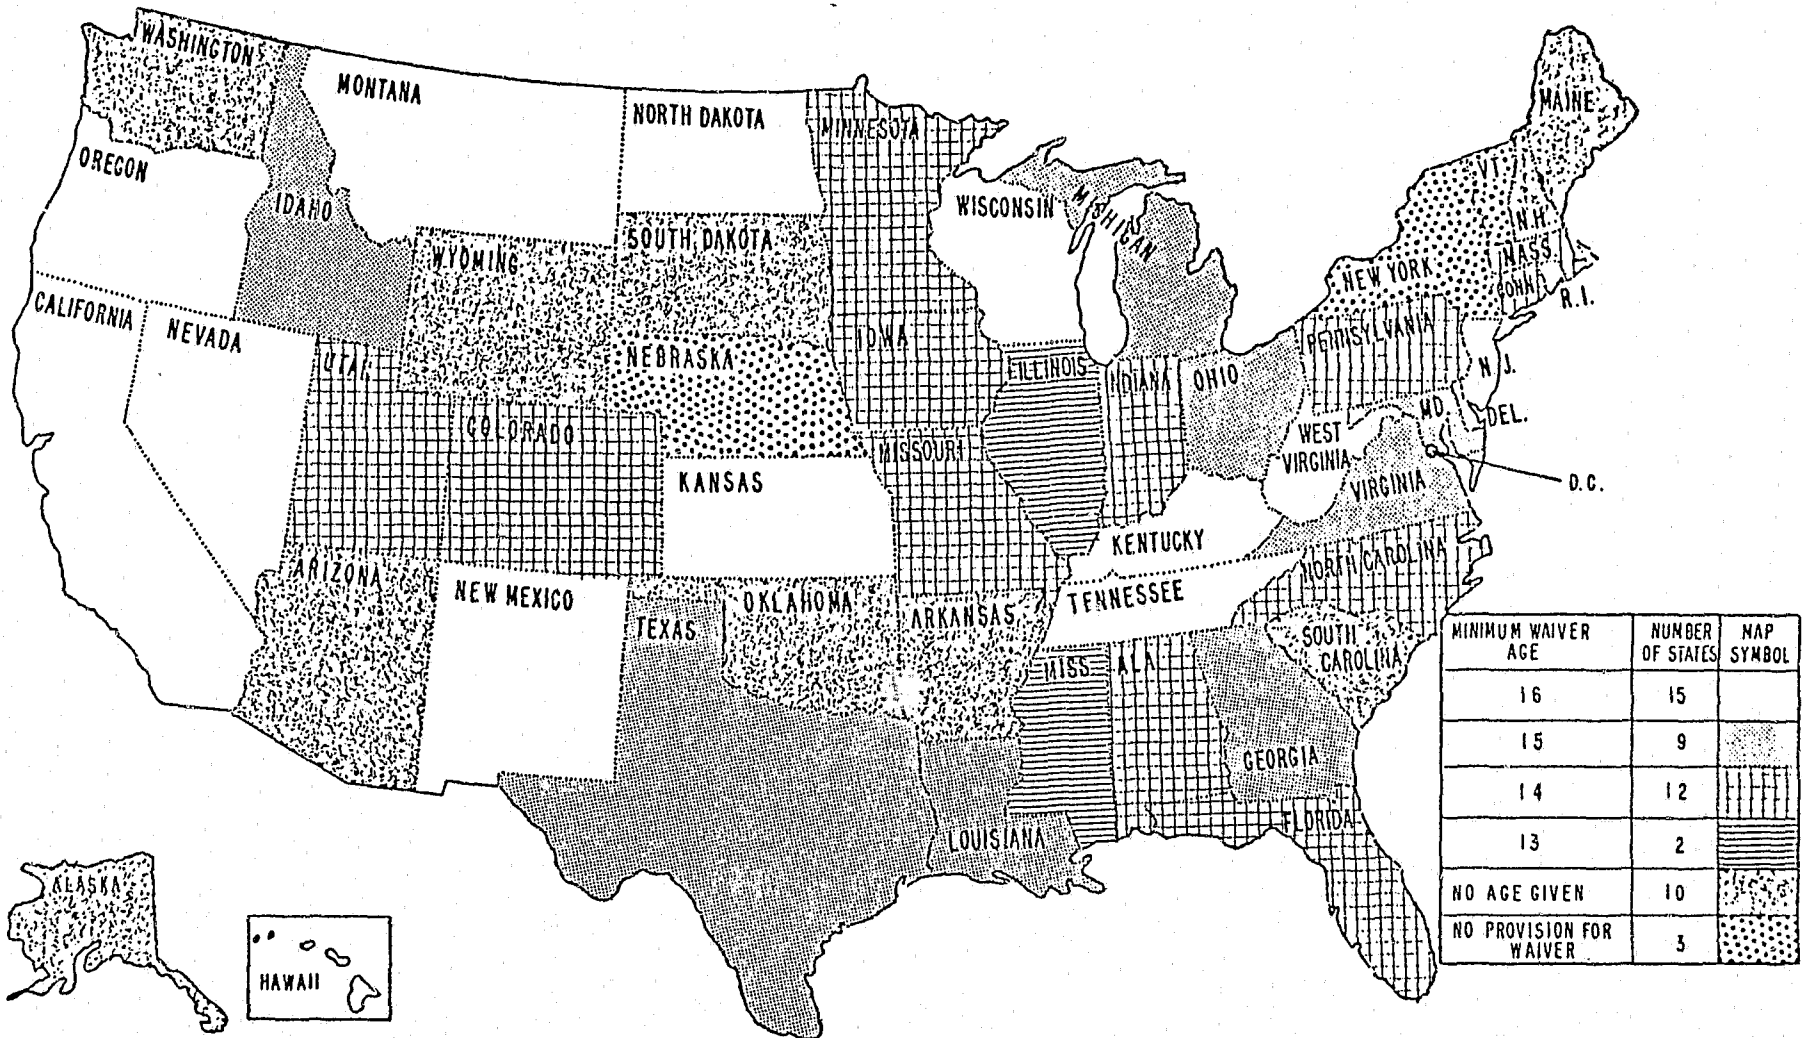 WASHINGTON
MONTANA
NORTH DAKOTA
MINNESOTA
MAINE
OREGON
IDAHO
WISCONSIN
MICHIGAN
VT.
N.H.
SOUTH DAKOTA
WYOMING
MASS.
NEW YORK
CONN.
R.I.
CALIFORNIA
NEVADA
UTAH
NEBRASKA
IOWA
ILLINOIS
INDIANA
OHIO
PENNSYLVANIA
N.J.
MD.
DEL.
COLORADO
MISSOURI
WEST
VIRGINIA
D.C.
KANSAS
VIRGINIA
KENTUCKY
ARIZONA
NEW MEXICO
OKLAHOMA
ARKANSAS
TENNESSEE
NORTH CAROLINA
TEXAS
SOUTH
CAROLINA
MISS.
ALA.
GEORGIA
LOUISIANA
FLORIDA
ALASKA
HAWAII
MINIMUM WAIVER AGE NUMBER OF STATES MAP SYMBOL
16 15
15 9
14 12
13 2
NO AGE GIVEN 10
NO PROVISION FOR WAIVER 3